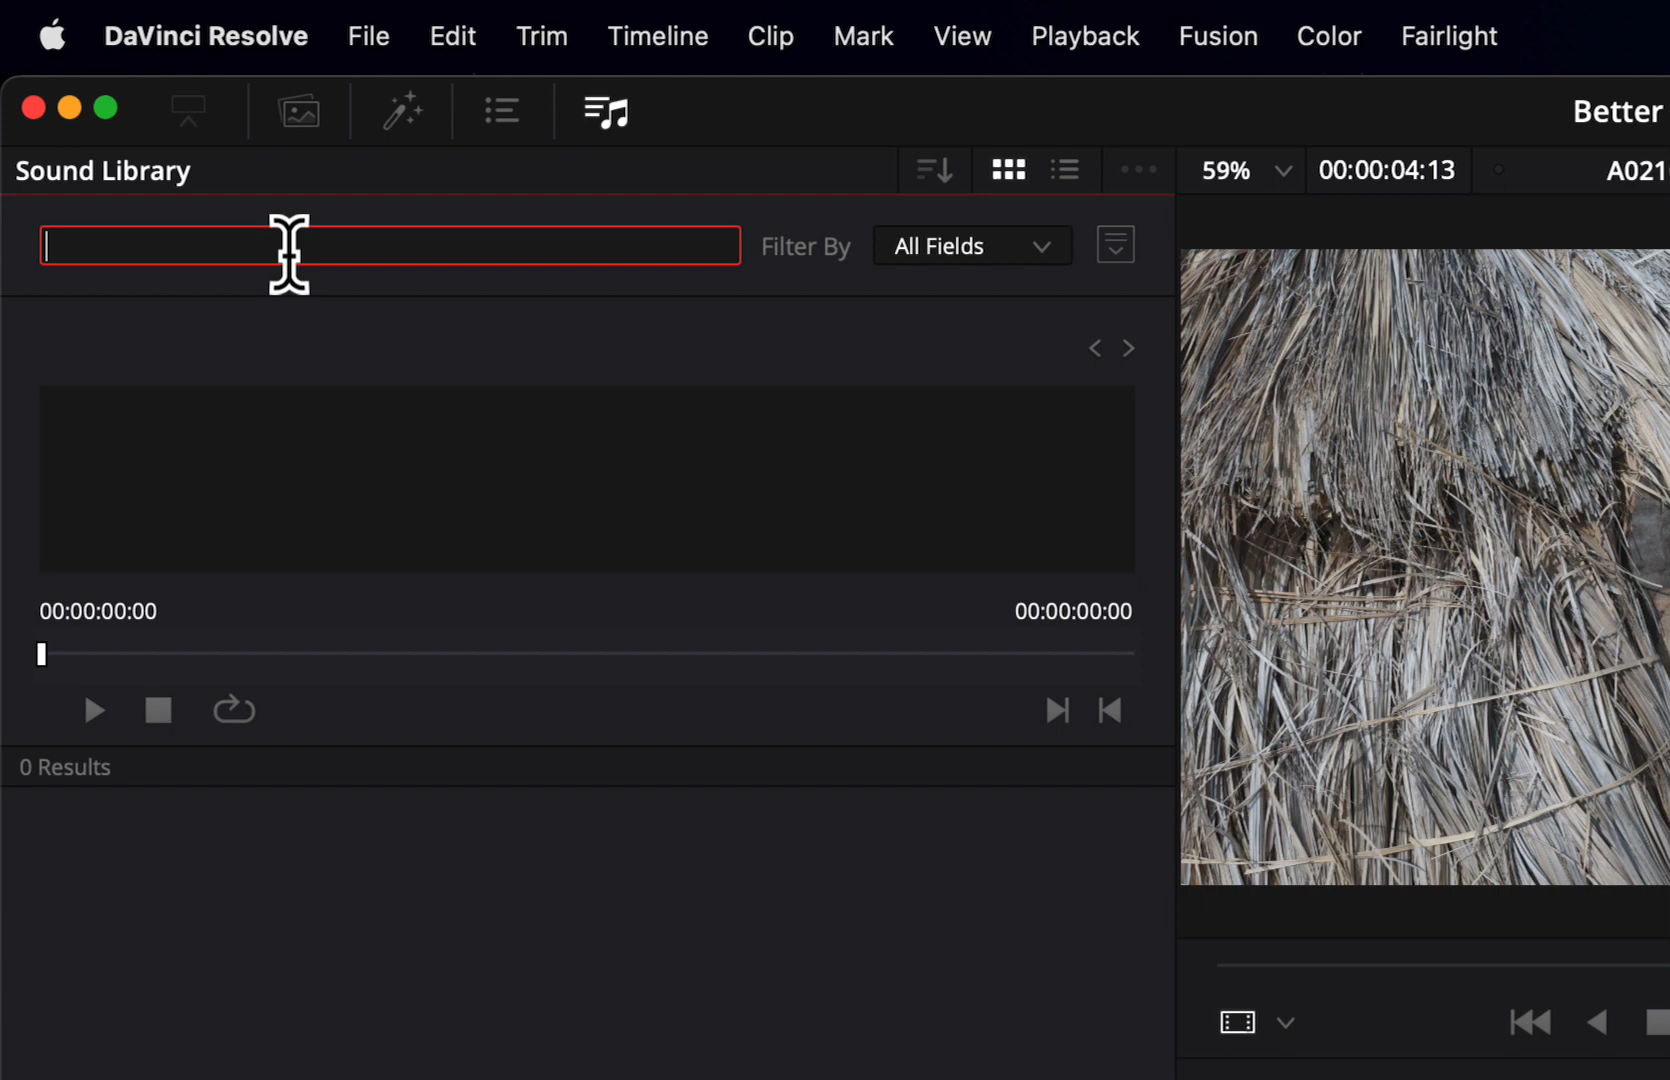 DaVinci Resolve File Edit Trim Timeline Clip Mark View Playback Fusion Color Fairlight
Better
Sound Library
59% 00:00:04:13 A021
Filter By All Fields
00:00:00:00 00:00:00:00
0 Results